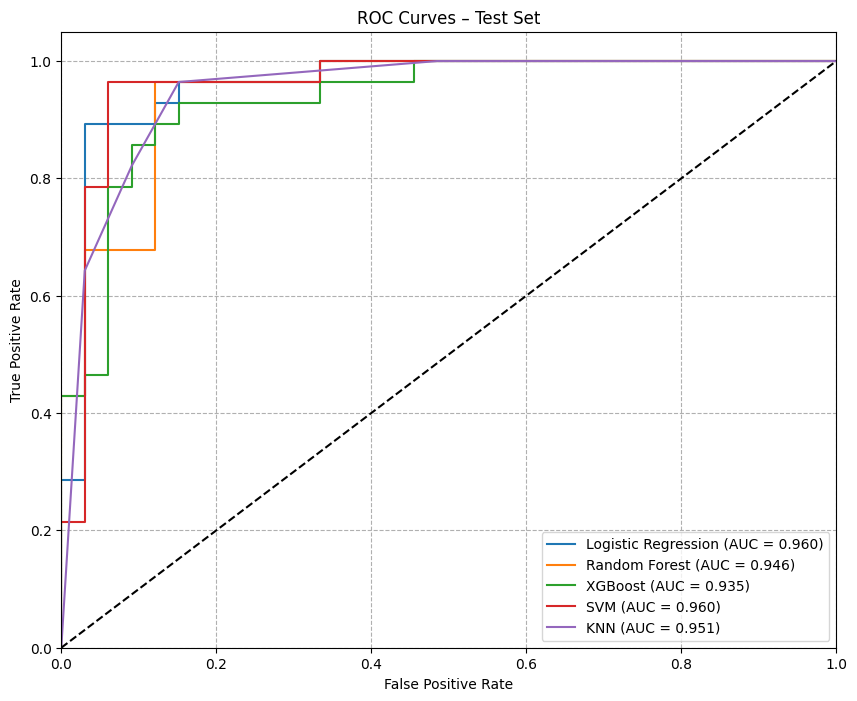 ROC Curves – Test Set
1.0
0.8
0.6
0.4
0.2
0.0
True Positive Rate
0.0 0.2 0.4 0.6 0.8 1.0
False Positive Rate
Logistic Regression (AUC = 0.960)
Random Forest (AUC = 0.946)
XGBoost (AUC = 0.935)
SVM (AUC = 0.960)
KNN (AUC = 0.951)